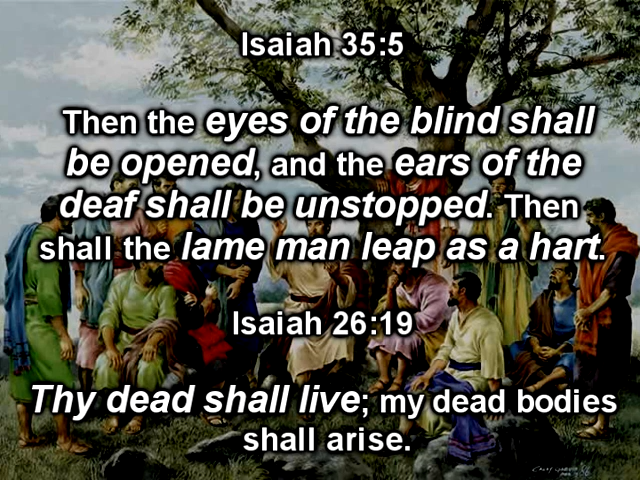 Isaiah 35:5
Then the eyes of the blind shall
be opened, and the ears of the
deaf shall be unstopped. Then
shall the lame man leap as a hart.
Isaiah 26:19
Thy dead shall live; my dead bodies
shall arise.